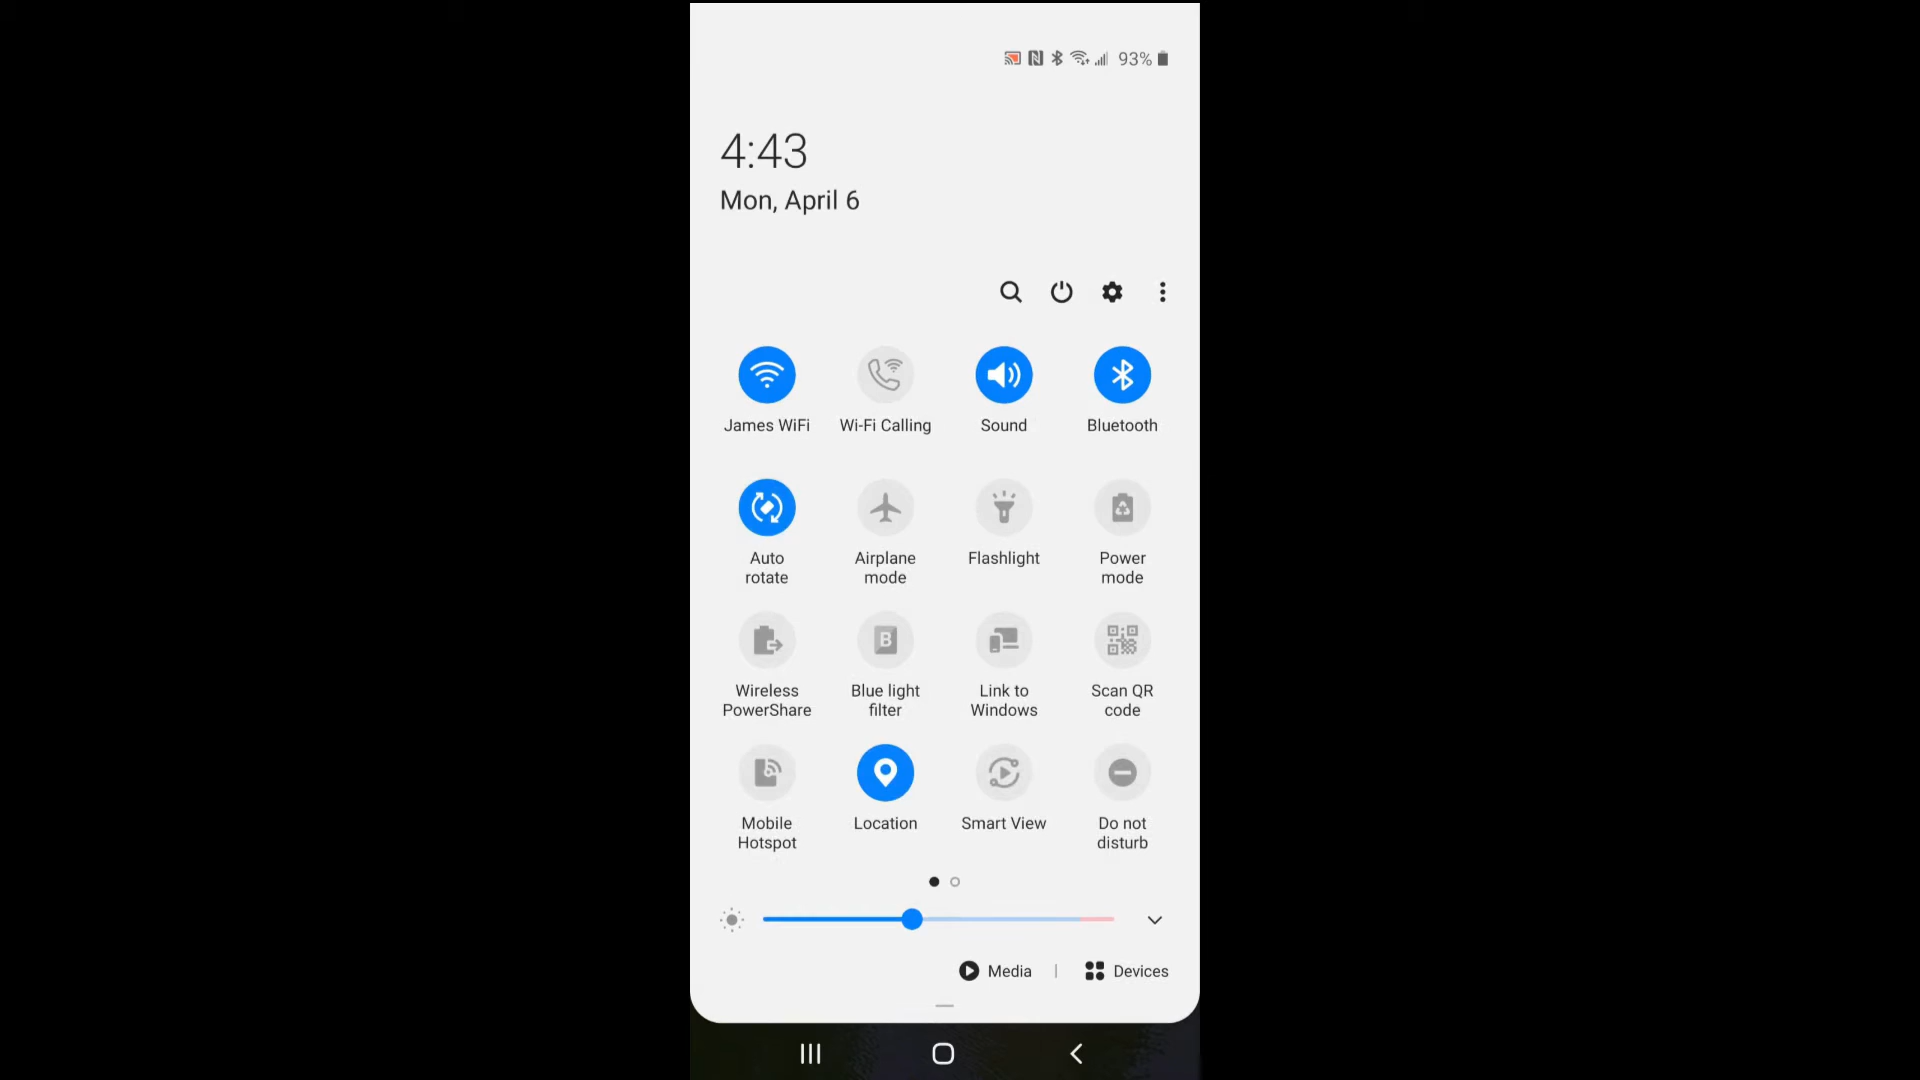 93%
4:43
Mon, April 6
James WiFi
Wi-Fi Calling
Sound
Bluetooth
Auto
rotate
Airplane
mode
Flashlight
Power
mode
Wireless
PowerShare
Blue light
filter
Link to
Windows
Scan QR
code
Mobile
Hotspot
Location
Smart View
Do not
disturb
Media | Devices